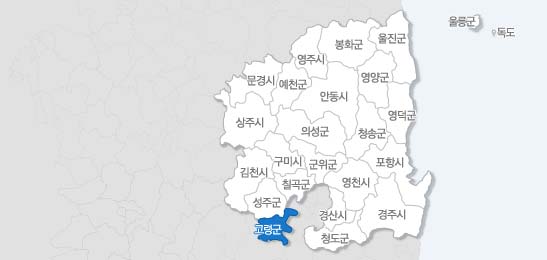 울릉군
독도
울진군
봉화군
영주시
문경시
예천군
영양군
안동시
영덕군
상주시
의성군
청송군
구미시
군위군
포항시
김천시
칠곡군
영천시
성주군
경산시
경주시
고령군
청도군